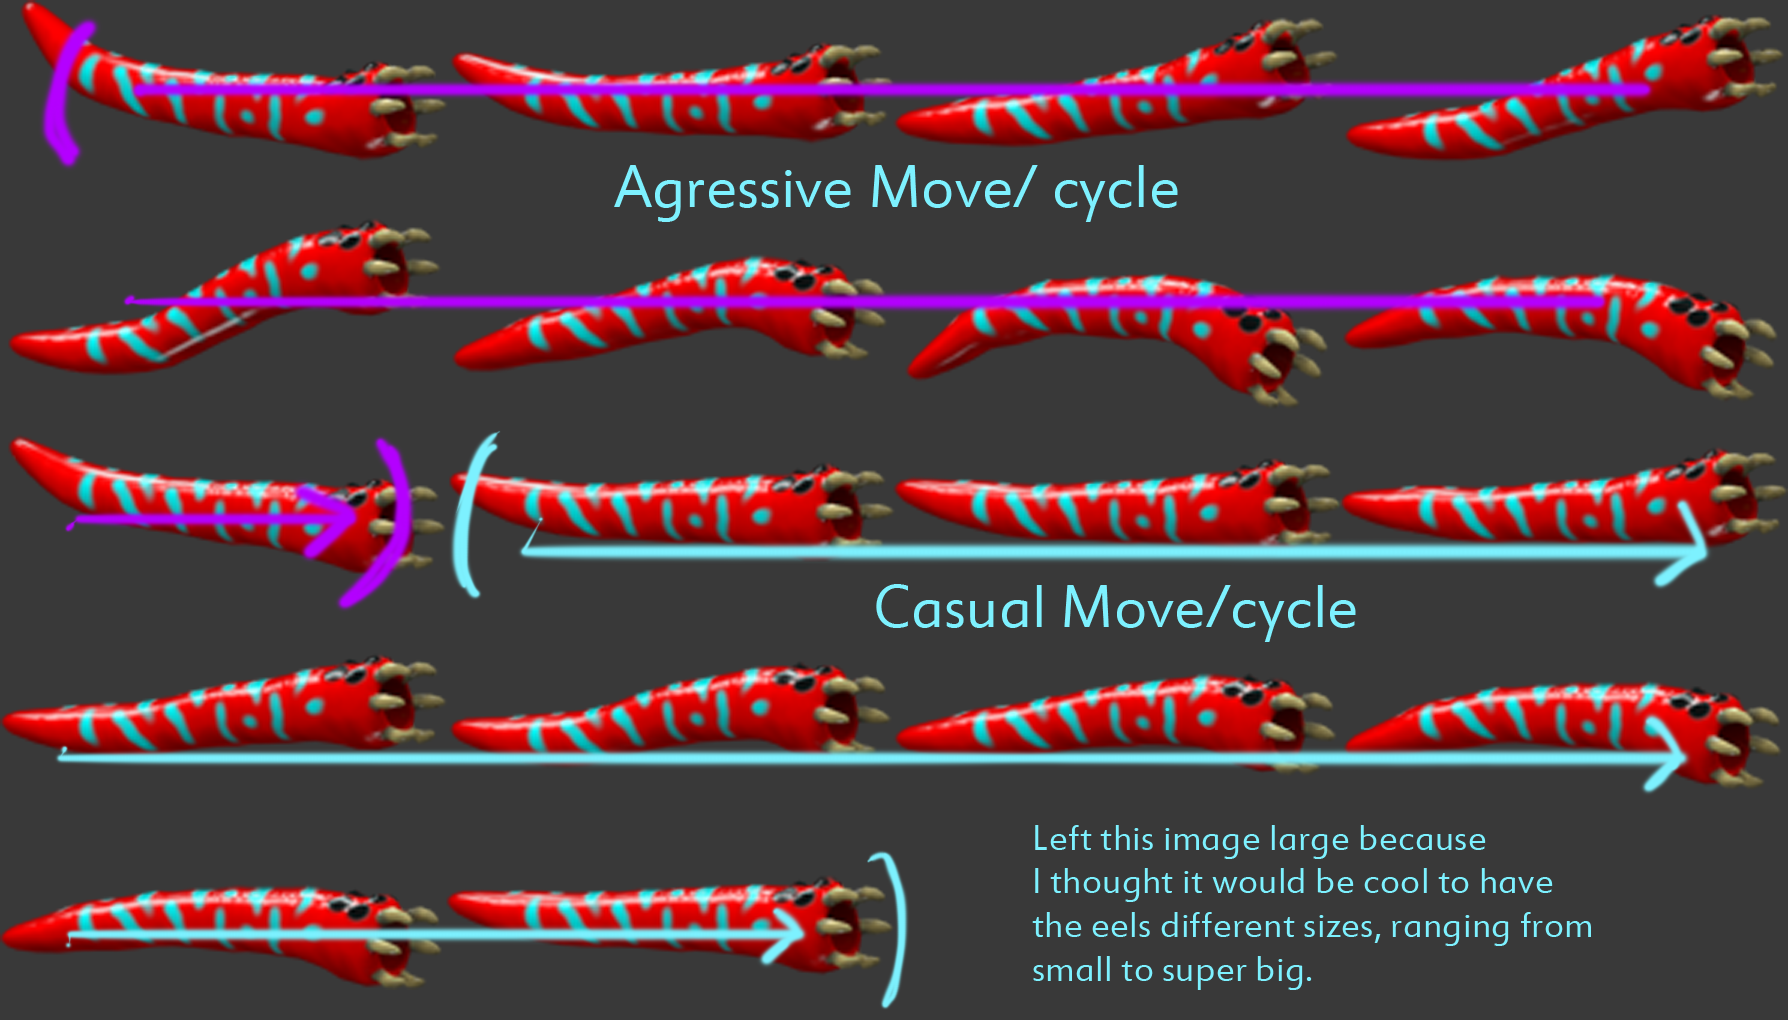 Agressive Move/ cycle
Casual Move/cycle
Left this image large because
I thought it would be cool to have
the eels different sizes, ranging from
small to super big.